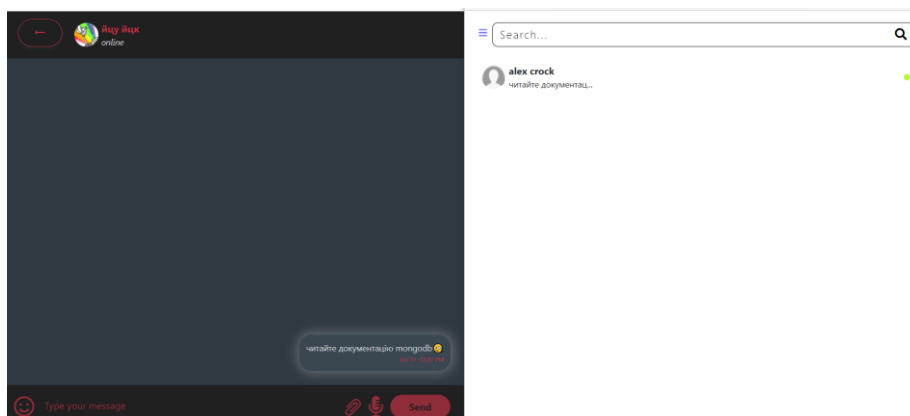 йцу йцк
online
читайте документацію mongodb
Type your message
Send
Search...
alex crock
читайте документац...